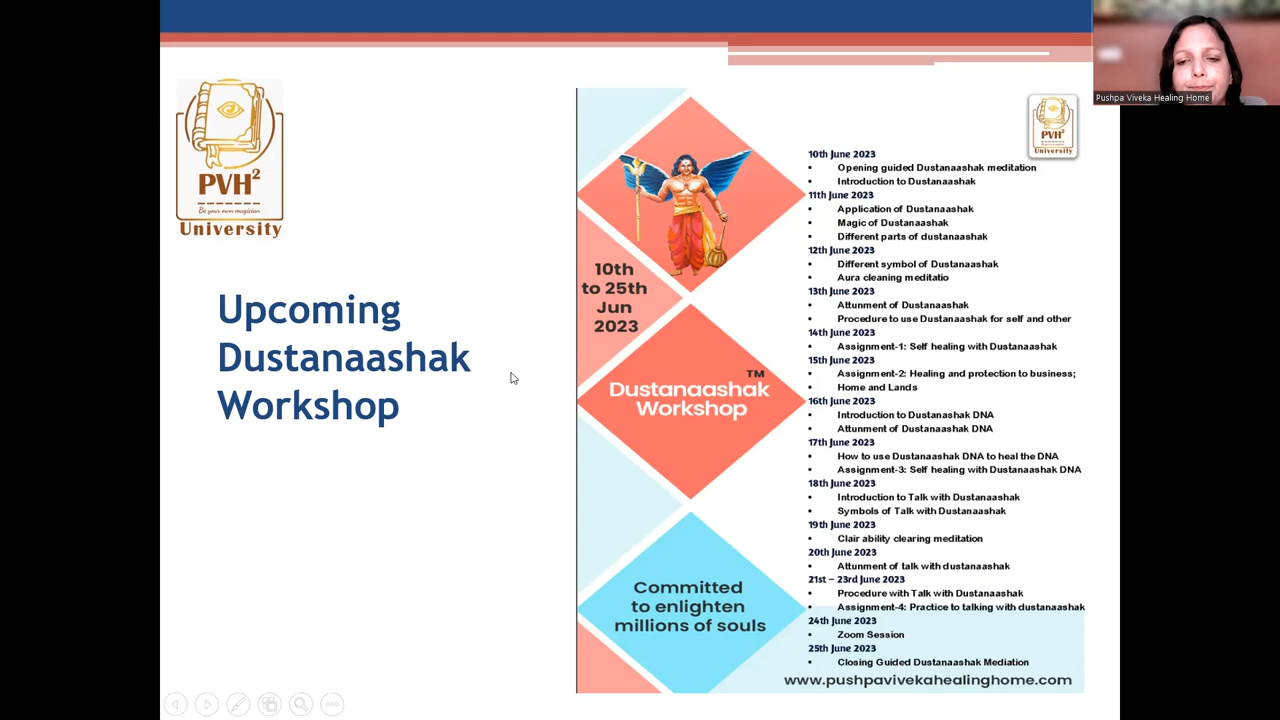 Pushpa Viveka Healing Home
PVH²
Be your own magician
University
Upcoming
Dustanaashak
Workshop
10th
to 25th
Jun
2023
TM
Dustanaashak
Workshop
Committed
to enlighten
millions of souls
PVH²
University
10th June 2023
• Opening guided Dustanaashak meditation
• Introduction to Dustanaashak
11th June 2023
• Application of Dustanaashak
• Magic of Dustanaashak
• Different parts of dustanaashak
12th June 2023
• Different symbol of Dustanaashak
• Aura cleaning meditatio
13th June 2023
• Attunment of Dustanaashak
• Procedure to use Dustanaashak for self and other
14th June 2023
• Assignment-1: Self healing with Dustanaashak
15th June 2023
• Assignment-2: Healing and protection to business;
• Home and Lands
16th June 2023
• Introduction to Dustanashak DNA
• Attunment of Dustanaashak DNA
17th June 2023
• How to use Dustanaashak DNA to heal the DNA
• Assignment-3: Self healing with Dustanaashak DNA
18th June 2023
• Introduction to Talk with Dustanaashak
• Symbols of Talk with Dustanaashak
19th June 2023
• Clair ability clearing meditation
20th June 2023
• Attunment of talk with dustanaashak
21st – 23rd June 2023
• Procedure with Talk with Dustanaashak
• Assignment-4: Practice to talking with dustanaashak
24th June 2023
• Zoom Session
25th June 2023
• Closing Guided Dustanaashak Mediation
www.pushpavivekahealinghome.com